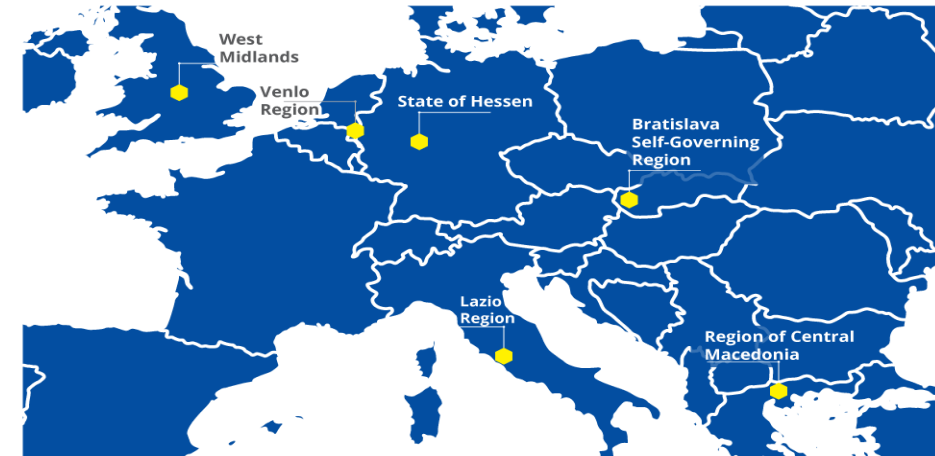 West
Midlands
Venlo
Region
State of Hessen
Bratislava
Self-Governing
Region
Lazio
Region
Region of Central
Macedonia